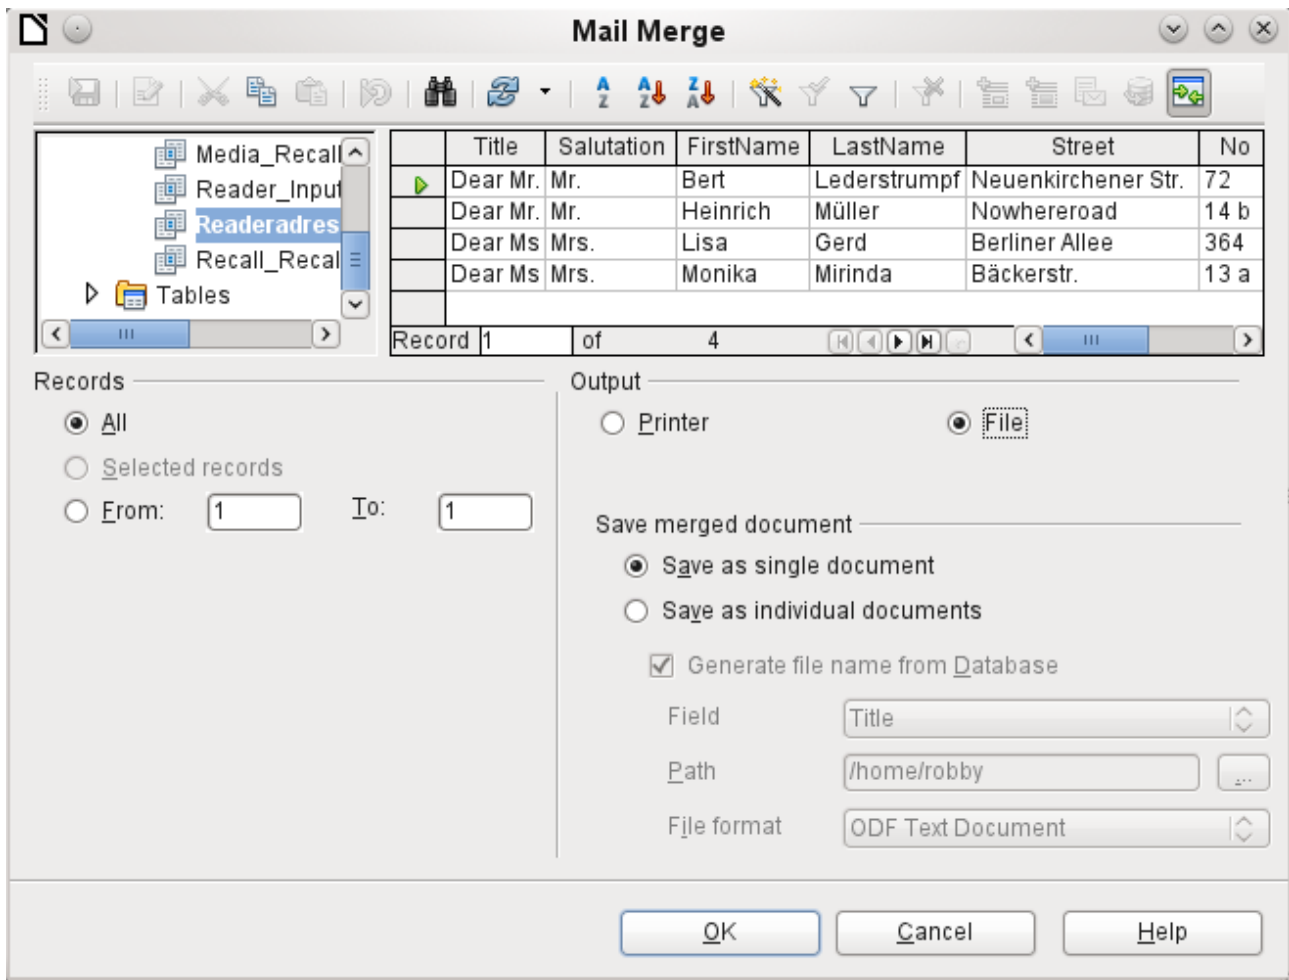 Mail Merge
Media_Recall
Reader_Input
Readeradres
Recall_Recal
Tables
Title Salutation FirstName LastName Street No
Dear Mr. Mr. Bert Lederstrumpf Neuenkirchener Str. 72
Dear Mr. Mr. Heinrich Müller Nowhereroad 14 b
Dear Ms Mrs. Lisa Gerd Berliner Allee 364
Dear Ms Mrs. Monika Mirinda Bäckerstr. 13 a
Record 1 of 4
Records
All
Selected records
From: 1 To: 1
Output
Printer File
Save merged document
Save as single document
Save as individual documents
Generate file name from Database
Field Title
Path /home/robby ...
File format ODF Text Document
OK Cancel Help